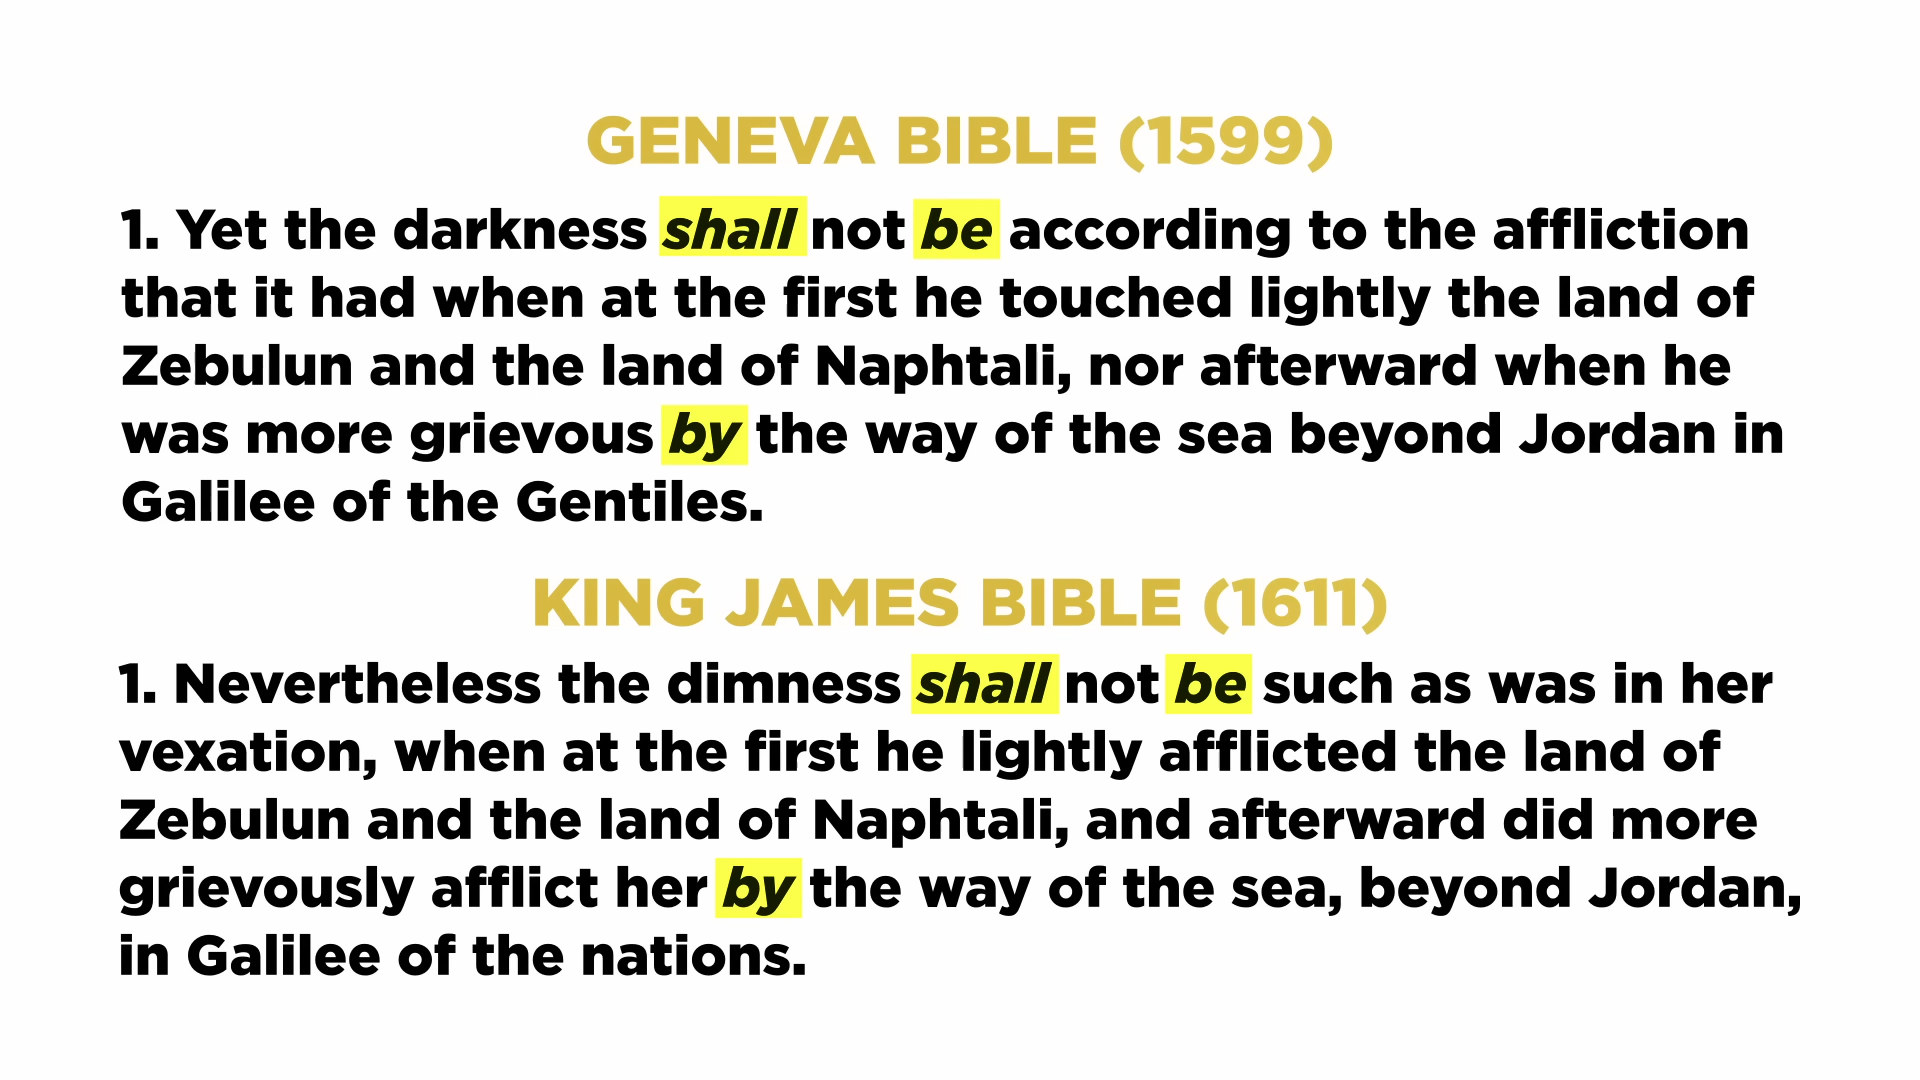 GENEVA BIBLE (1599)
1. Yet the darkness shall not be according to the affliction
that it had when at the first he touched lightly the land of
Zebulun and the land of Naphtali, nor afterward when he
was more grievous by the way of the sea beyond Jordan in
Galilee of the Gentiles.
KING JAMES BIBLE (1611)
1. Nevertheless the dimness shall not be such as was in her
vexation, when at the first he lightly afflicted the land of
Zebulun and the land of Naphtali, and afterward did more
grievously afflict her by the way of the sea, beyond Jordan,
in Galilee of the nations.